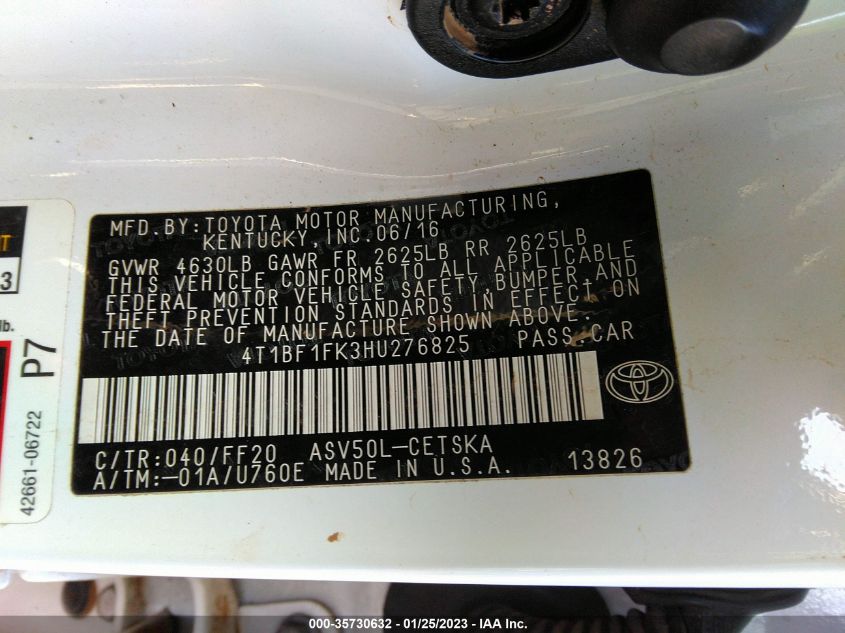 MFD.BY:TOYOTA MOTOR MANUFACTURING,
KENTUCKY,INC.06/16
GVWR 4630LB GAWR FR 2625LB RR 2625LB
THIS VEHICLE CONFORMS TO ALL APPLICABLE
FEDERAL MOTOR VEHICLE SAFETY,BUMPER,AND
THEFT PREVENTION STANDARDS IN EFFECT ON
THE DATE OF MANUFACTURE SHOWN ABOVE.
4T1BF1FK3HU276825 PASS.CAR
C/TR:040/FF20 ASV50L-CETSKA
A/TM:-01A/U760E MADE IN U.S.A. 13826
3
lb.
P7
42661-06722
000-35730632 - 01/25/2023 - IAA Inc.